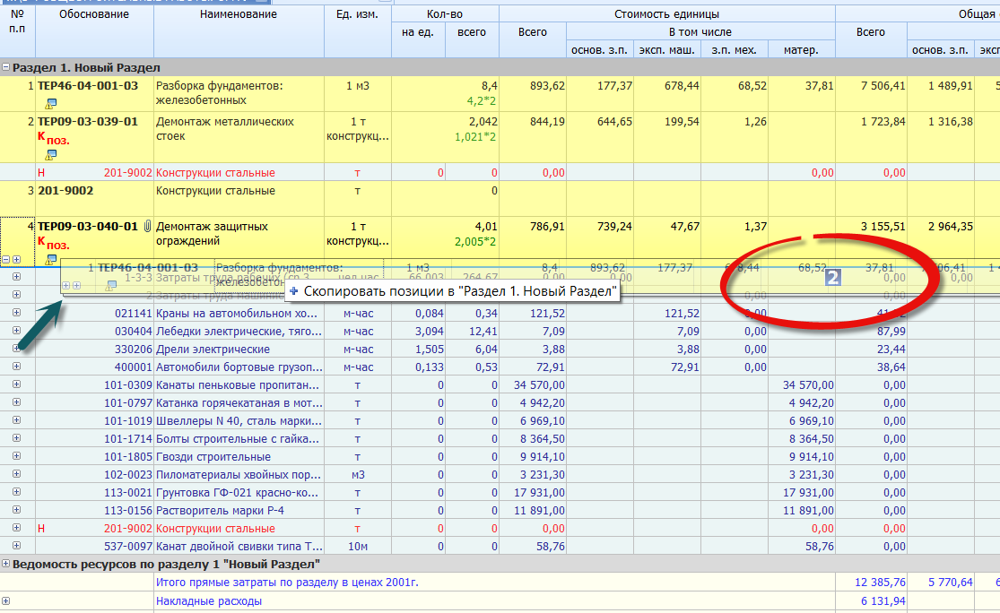 № п.п Обоснование Наименование Ед. изм. Кол-во Стоимость единицы Общая
на ед. всего Всего В том числе Всего
основ. з.п. эксп. маш. з.п. мех. матер. основ. з.п.
Раздел 1. Новый Раздел
1 ТЕР46-04-001-03 Разборка фундаментов: 1 м3 8,4 893,62 177,37 678,44 68,52 37,81 7 506,41 1 489,91
железобетонных 4,2*2
2 ТЕР09-03-039-01 Демонтаж металлических 1 т 2,042 844,19 644,65 199,54 1,26 1 723,84 1 316,38
К поз. стоек конструкц... 1,021*2
Н 201-9002 Конструкции стальные т 0 0 0,00 0,00 0,00
3 201-9002 Конструкции стальные т 0
4 ТЕР09-03-040-01 Демонтаж защитных 1 т 4,01 786,91 739,24 47,67 1,37 3 155,51 2 964,35
К поз. ограждений конструкц... 2,005*2
1 ТЕР46-04-001-03 Разборка фундаментов: 1 м3 8,4 893,62 177,37 68,52 37,81
1-3-3 Затраты труда рабочих 66,003 264,67 0,00 0,00 2 0,00
Скопировать позиции в "Раздел 1. Новый Раздел"
2 Затраты труда 0,00
021141 Краны на автомобильном хо... м-час 0,084 0,34 121,52 121,52 0,00
030404 Лебедки электрические, тяго... м-час 3,094 12,41 7,09 7,09 0,00 87,99
330206 Дрели электрические м-час 1,505 6,04 3,88 3,88 0,00 23,44
400001 Автомобили бортовые грузоп... м-час 0,133 0,53 72,91 72,91 0,00 38,64
101-0309 Канаты пеньковые пропитан... т 0 0 34 570,00 34 570,00 0,00
101-0797 Катанка горячекатаная в мот... т 0 0 4 942,20 4 942,20 0,00
101-1019 Швеллеры N 40, сталь марки... т 0 0 6 969,10 6 969,10 0,00
101-1714 Болты строительные с гайка... т 0 0 8 364,50 8 364,50 0,00
101-1805 Гвозди строительные т 0 0 9 914,10 9 914,10 0,00
102-0023 Пиломатериалы хвойных пор... м3 0 0 3 231,30 3 231,30 0,00
113-0021 Грунтовка ГФ-021 красно-ко... т 0 0 17 931,00 17 931,00 0,00
113-0156 Растворитель марки Р-4 т 0 0 11 891,00 11 891,00 0,00
Н 201-9002 Конструкции стальные т 0 0 0,00 0,00 0,00
537-0097 Канат двойной свивки типа Т... 10м 0 0 58,76 58,76 0,00
Ведомость ресурсов по разделу 1 "Новый Раздел"
Итого прямые затраты по разделу в ценах 2001г. 12 385,76 5 770,64
Накладные расходы 6 131,94